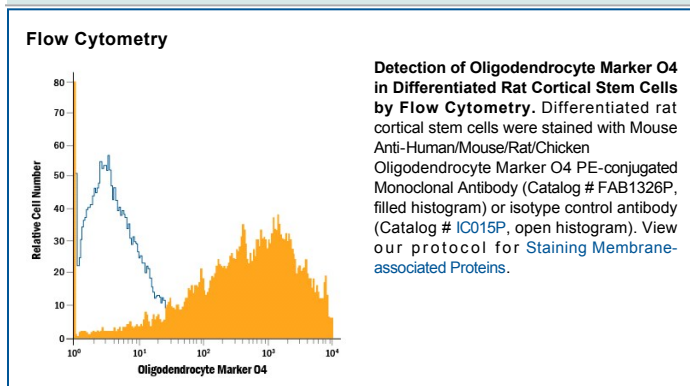 Flow Cytometry
80
70
60
50
40
30
20
10
0
Relative Cell Number
10⁰
10¹
10²
10³
10⁴
Oligodendrocyte Marker O4
Detection of Oligodendrocyte Marker O4
in Differentiated Rat Cortical Stem Cells
by Flow Cytometry. Differentiated rat
cortical stem cells were stained with Mouse
Anti-Human/Mouse/Rat/Chicken
Oligodendrocyte Marker O4 PE-conjugated
Monoclonal Antibody (Catalog # FAB1326P,
filled histogram) or isotype control antibody
(Catalog # IC015P, open histogram). View
our protocol for Staining Membrane-
associated Proteins.